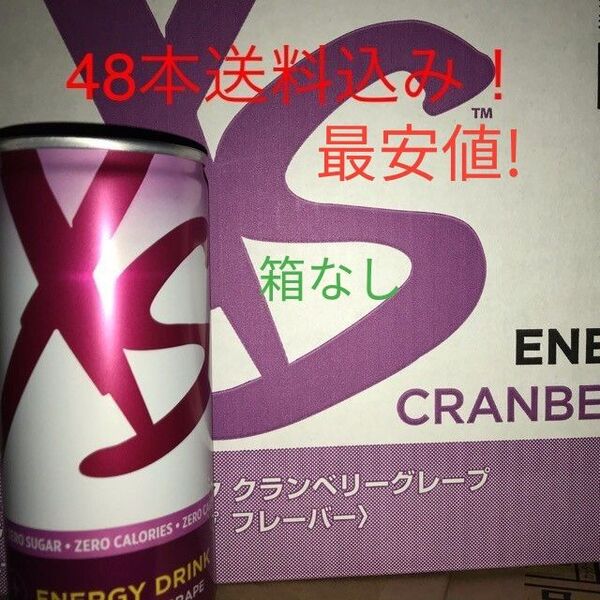 48本送料込み！
最安値!
箱なし
XS
™
XS
ENE
CRANBE
クランベリーグレープ
フレーバー〉
ZERO SUGAR • ZERO CALORIES •
ENERGY DRINK